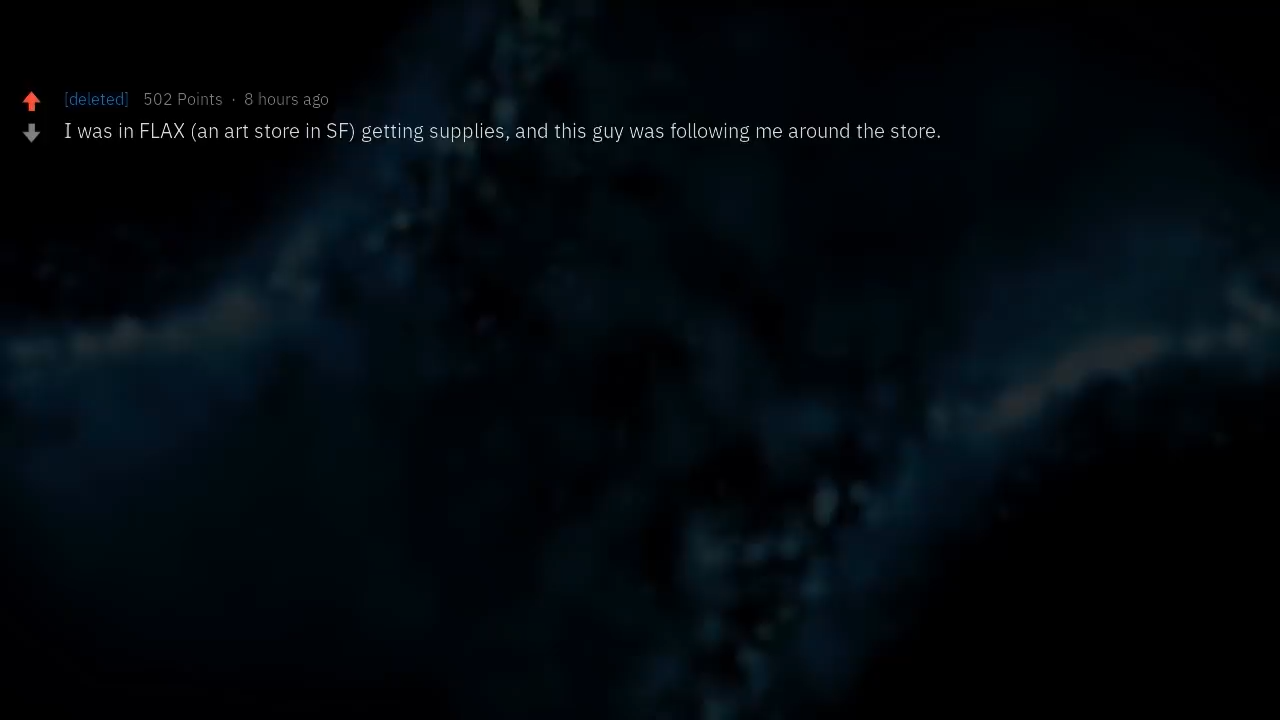 [deleted] 502 Points · 8 hours ago
I was in FLAX (an art store in SF) getting supplies, and this guy was following me around the store.